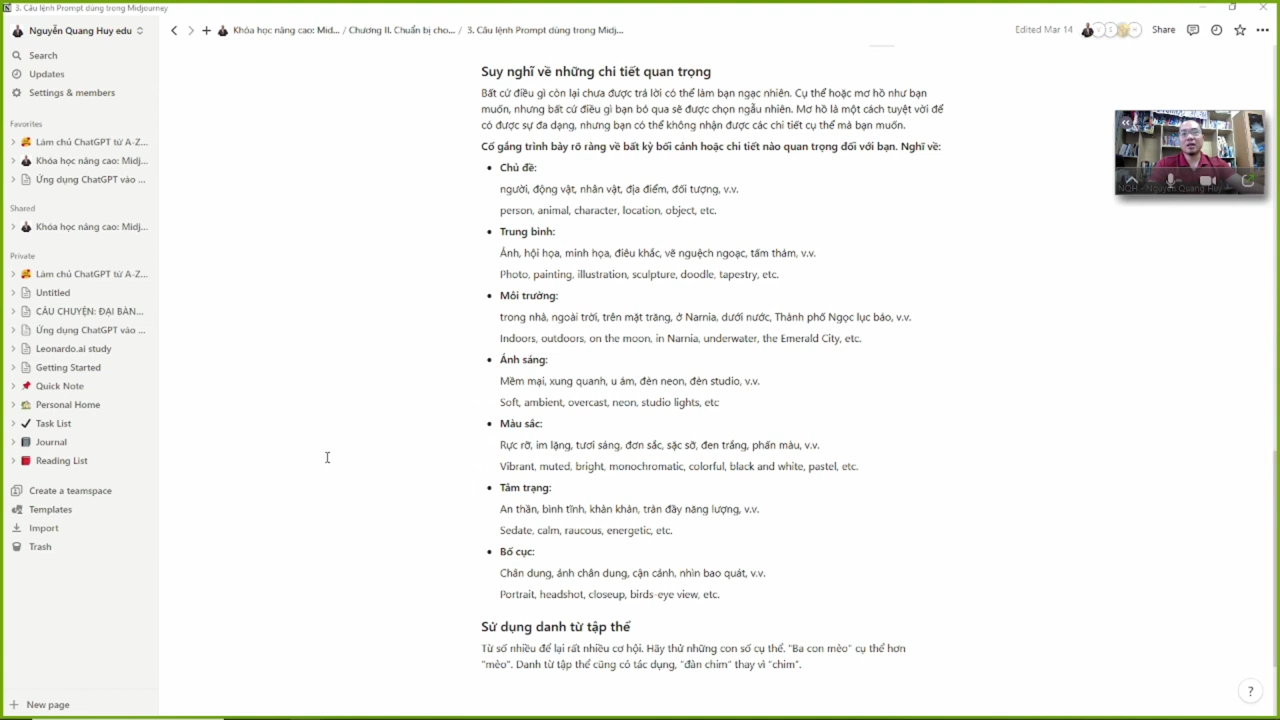 3. Câu lệnh Prompt dùng trong Midjourney
Nguyễn Quang Huy edu
Khóa học nâng cao: Mid... / Chương II. Chuẩn bị cho... / 3. Câu lệnh Prompt dùng trong Midj...
Edited Mar 14
Share
Search
Updates
Settings & members
Favorites
Làm chủ ChatGPT từ A-Z...
Khóa học nâng cao: Midj...
Ứng dụng ChatGPT vào ...
Shared
Khóa học nâng cao: Midj...
Private
Làm chủ ChatGPT từ A-Z...
Untitled
CÂU CHUYỆN: ĐẠI BÀN...
Ứng dụng ChatGPT vào ...
Leonardo.ai study
Getting Started
Quick Note
Personal Home
Task List
Journal
Reading List
Create a teamspace
Templates
Import
Trash
New page
Suy nghĩ về những chi tiết quan trọng
Bất cứ điều gì còn lại chưa được trả lời có thể làm bạn ngạc nhiên. Cụ thể hoặc mơ hồ như bạn
muốn, nhưng bất cứ điều gì bạn bỏ qua sẽ được chọn ngẫu nhiên. Mơ hồ là một cách tuyệt vời để
có được sự đa dạng, nhưng bạn có thể không nhận được các chi tiết cụ thể mà bạn muốn.
Cố gắng trình bày rõ ràng về bất kỳ bối cảnh hoặc chi tiết nào quan trọng đối với bạn. Nghĩ về:
• Chủ đề:
người, động vật, nhân vật, địa điểm, đối tượng, v.v.
person, animal, character, location, object, etc.
• Trung bình:
Ảnh, hội họa, minh họa, điêu khắc, vẽ nguệch ngoạc, tấm thảm, v.v.
Photo, painting, illustration, sculpture, doodle, tapestry, etc.
• Môi trường:
trong nhà, ngoài trời, trên mặt trăng, ở Narnia, dưới nước, Thành phố Ngọc lục bảo, v.v.
Indoors, outdoors, on the moon, in Narnia, underwater, the Emerald City, etc.
• Ánh sáng:
Mềm mại, xung quanh, u ám, đèn neon, đèn studio, v.v.
Soft, ambient, overcast, neon, studio lights, etc
• Màu sắc:
Rực rỡ, im lặng, tươi sáng, đơn sắc, sặc sỡ, đen trắng, phấn màu, v.v.
Vibrant, muted, bright, monochromatic, colorful, black and white, pastel, etc.
• Tâm trạng:
An thần, bình tĩnh, khàn khàn, tràn đầy năng lượng, v.v.
Sedate, calm, raucous, energetic, etc.
• Bố cục:
Chân dung, ảnh chân dung, cận cảnh, nhìn bao quát, v.v.
Portrait, headshot, closeup, birds-eye view, etc.
Sử dụng danh từ tập thể
Từ số nhiều để lại rất nhiều cơ hội. Hãy thử những con số cụ thể. "Ba con mèo" cụ thể hơn
"mèo". Danh từ tập thể cũng có tác dụng, "đàn chim" thay vì "chim".
NQH - Nguyễn Quang Huy
?